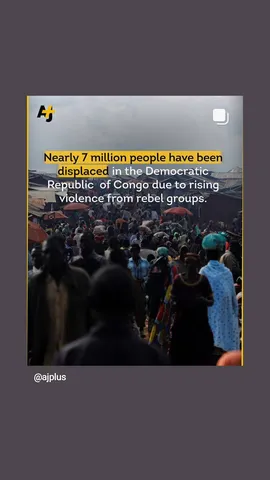 AJ+
Nearly 7 million people have been
displaced in the Democratic
Republic of Congo due to rising
violence from rebel groups.
@ajplus